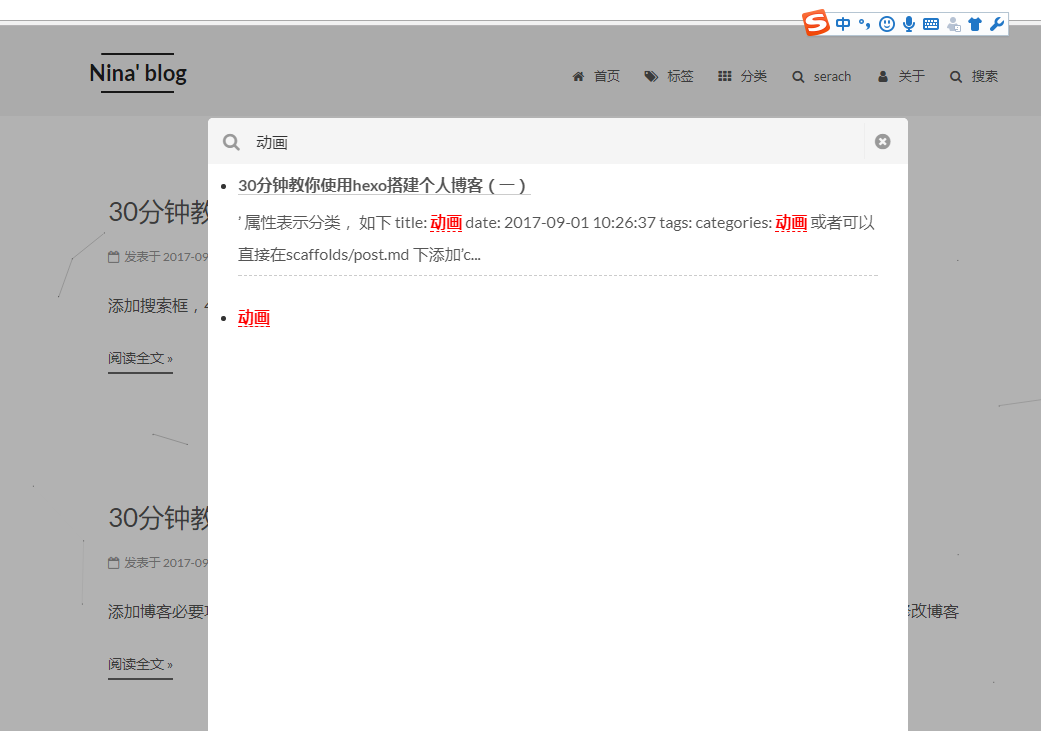 中
Nina' blog
首页 标签 分类 serach 关于 搜索
动画
30分钟教你使用hexo搭建个人博客（一）
' 属性表示分类 ，如下 title: 动画 date: 2017-09-01 10:26:37 tags: categories: 动画 或者可以
直接在scaffolds/post.md 下添加'c...
动画
30分钟教
发表于 2017-09
添加搜索框，
阅读全文 »
30分钟教
发表于 2017-09
添加博客必要
改博客
阅读全文 »